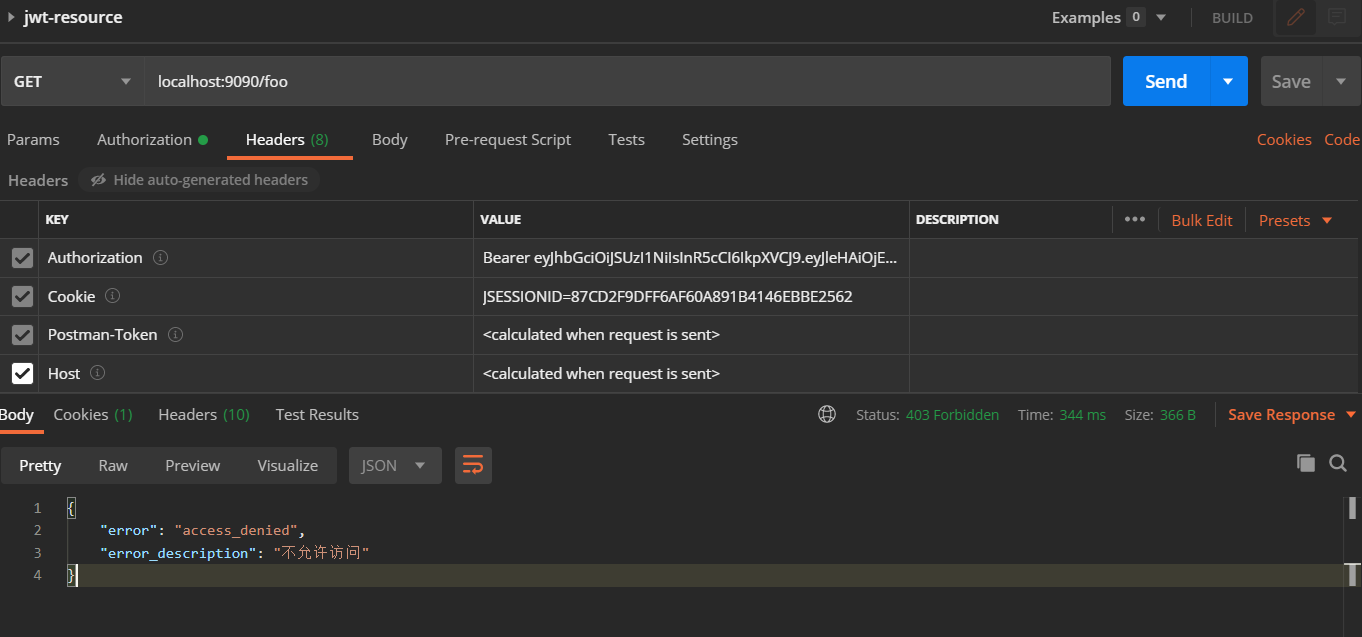 jwt-resource Examples 0 BUILD
GET localhost:9090/foo Send Save
Params Authorization Headers (8) Body Pre-request Script Tests Settings Cookies Code
Headers Hide auto-generated headers
KEY VALUE DESCRIPTION ••• Bulk Edit Presets
Authorization Bearer eyJhbGciOiJSUzI1NiIsInR5cCI6IkpXVCJ9.eyJleHAiOjE...
Cookie JSESSIONID=87CD2F9DFF6AF60A891B4146EBBE2562
Postman-Token <calculated when request is sent>
Host <calculated when request is sent>
Body Cookies (1) Headers (10) Test Results Status: 403 Forbidden Time: 344 ms Size: 366 B Save Response
Pretty Raw Preview Visualize JSON
1 {
2 "error": "access_denied",
3 "error_description": "不允许访问"
4 }